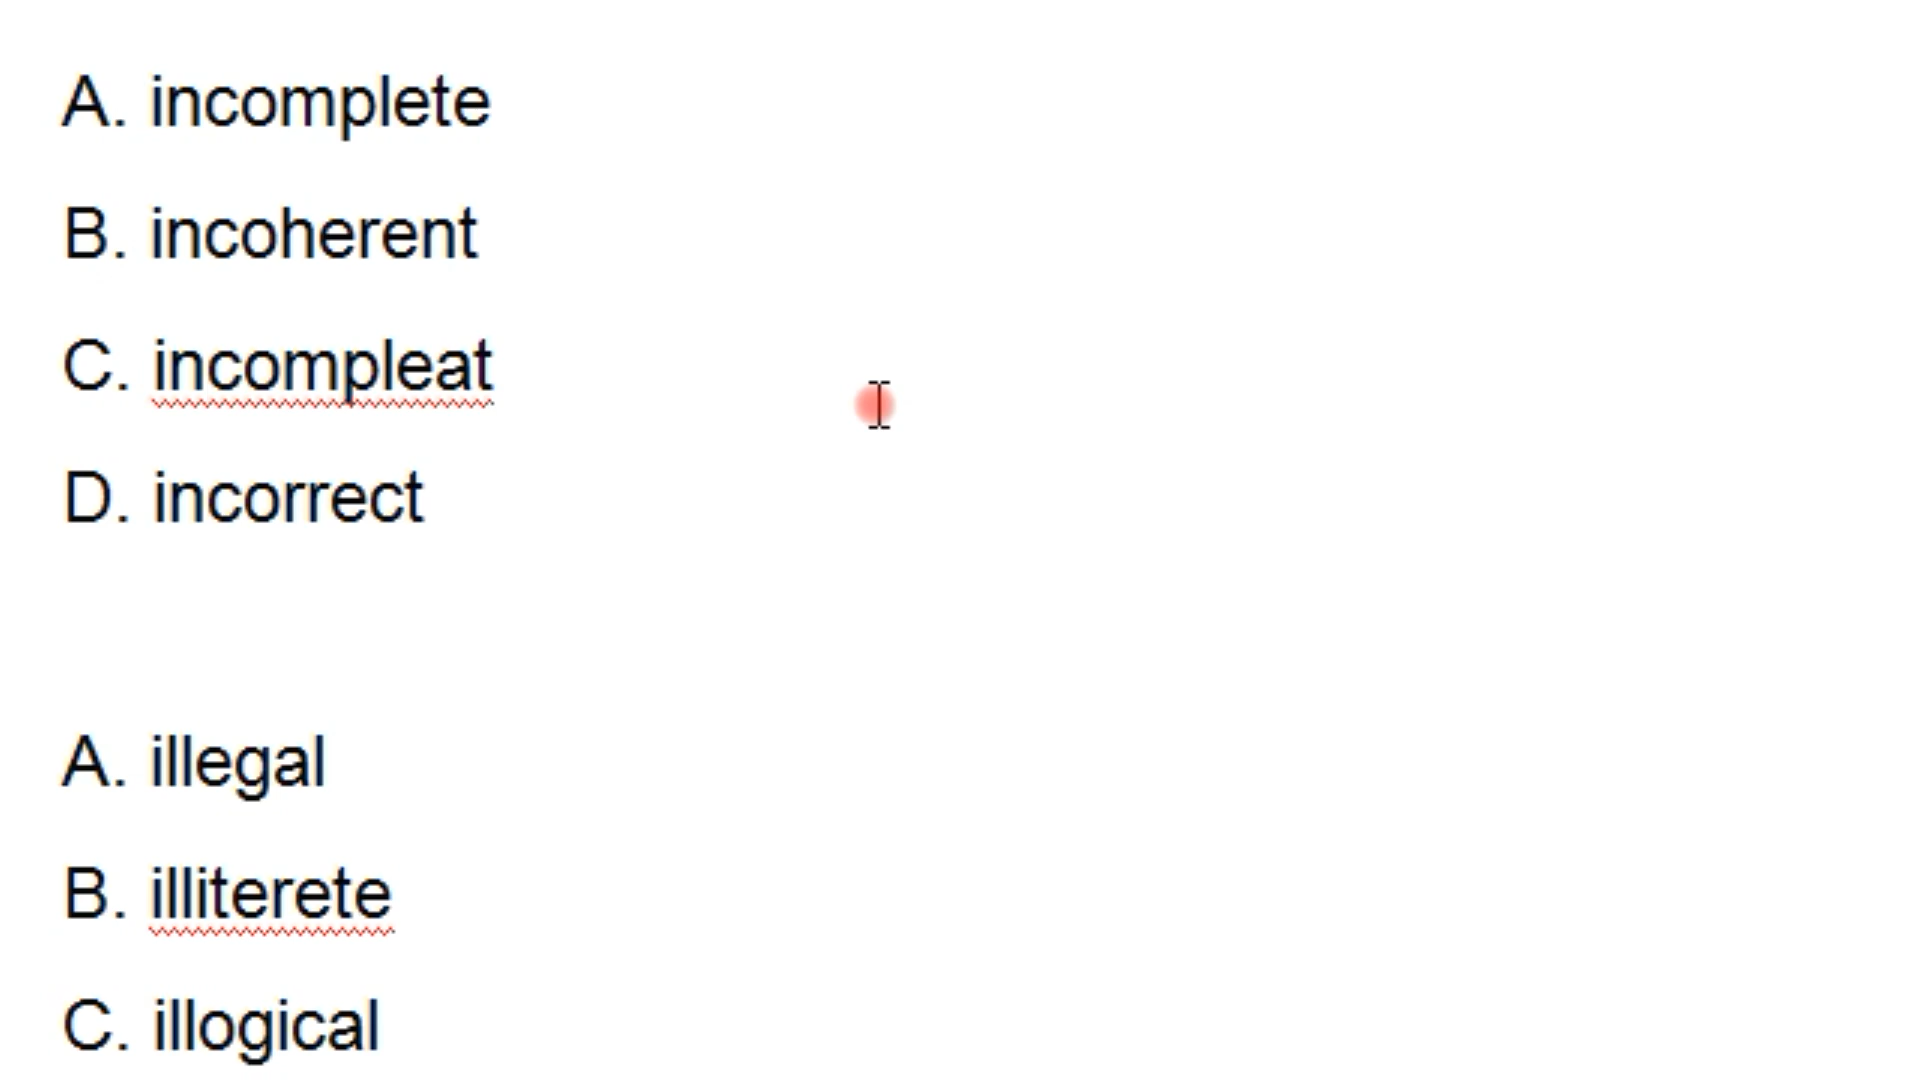 A. incomplete
B. incoherent
C. incompleat
D. incorrect
A. illegal
B. illiterete
C. illogical